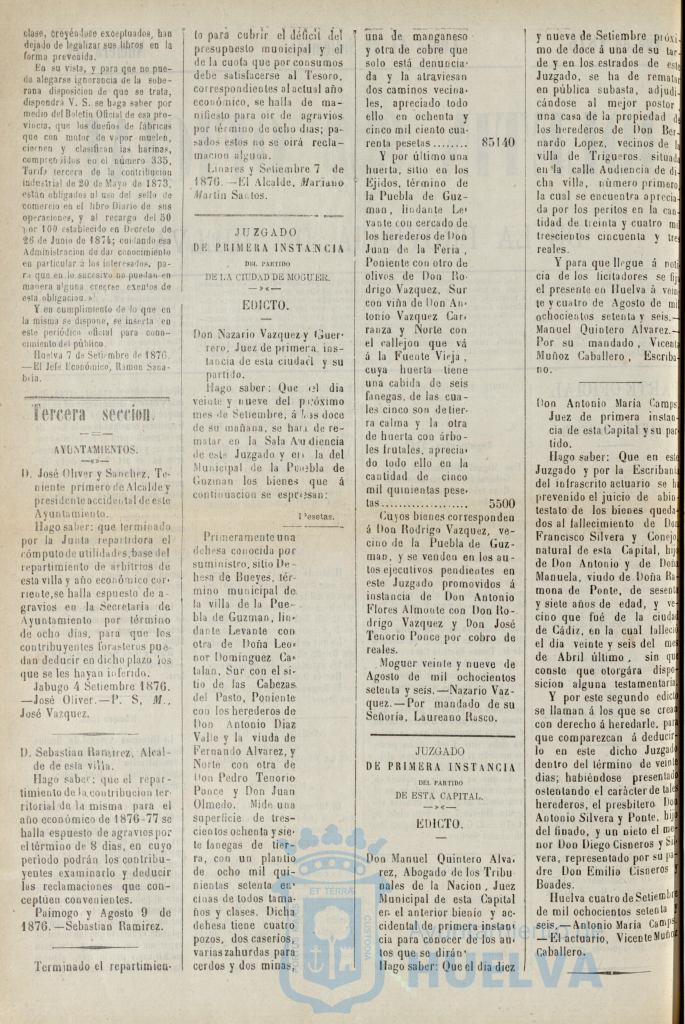 clase, creyéndoce exceptuados, han
dejado de legalizar sus libros en la
forma prevenida.
En su vista, y para que no pue-
da alegarse ignorancia de la sobe-
rana disposicion de que se trata,
dispondrá V. S. se haga saber por
medio del Boletin Oficial de esa pro-
vincia, que los dueños de fábricas
que con motor de vapor muelen,
ciernen y clasifican las harinas,
comprendidos en el número 335,
Tarifa tercera de la contribucion
industrial de 20 de Mayo de 1873,
están obligados al uso del sello de
comercio en el libro Diario de sus
operaciones, y al recargo del 50
por 100 establecido en Decreto de
26 de Junio de 1874; cuidando esa
Administracion de dar conocimiento
en particular á los interesados, pa-
ra que en lo sucesivo no puedan en
manera alguna creerse exentos de
esta obligacion.»
Y en cumplimiento de lo que en
la misma se dispone, se inserta en
este periódico oficial para cono-
cimiento del público.
Huelva 7 de Setiembre de 1876.
—El Jefe Económico, Ramon Sana-
bria.
Tercera seccion.
AYUNTAMIENTOS.
D. José Oliver y Sanchez, Te-
niente primero de Alcalde y
presidente accidental de este
Ayuntamiento.
Hago saber: que terminado
por la Junta repartidora el
cómputo de utilidades, base del
repartimiento de arbitrios de
esta villa y año económico cor-
riente, se halla espuesto de a-
gravios en la Secretaría de
Ayuntamiento por término
de ocho dias, para que los
contribuyentes forasteros pue-
dan deducir en dicho plazo los
que se les hayan inferido.
Jabugo 4 Setiembre 1876.
—José Oliver.—P. S, M.,
José Vazquez.
D. Sebastian Ramirez, Alcal-
de de esta villa.
Hago saber: que el repar-
timiento de la contribucion ter-
ritorial de la misma para el
año económico de 1876-77 se
halla espuesto de agravios por
el término de 8 dias, en cuyo
período podrán los contribu-
yentes examinarlo y deducir
las reclamaciones que con-
ceptúen convenientes.
Paimogo y Agosto 9 de
1876.—Sebastian Ramirez.
Terminado el repartimien-
to para cubrir el déficit del
presupuesto municipal y el
de la cuota que por consumos
debe satisfacerse al Tesoro,
correspondientes al actual año
económico, se halla de ma-
nifiesto para oir de agravios
por término de ocho dias; pa-
sados estos no se oirá recla-
macion alguna.
Linares y Setiembre 7 de
1876.—El Alcalde, Mariano
Martin Santos.
JUZGADO
DE PRIMERA INSTANCIA
DEL PARTIDO
DE LA CIUDAD DE MOGUER.
EDICTO.
Don Nazario Vazquez y Guer-
rero, Juez de primera ins-
tancia de esta ciudad y su
partido.
Hago saber: Que el dia
veinte y nueve del próximo
mes de Setiembre, á las doce
de su mañana, se hará de re-
matar en la Sala Audiencia
de este Juzgado y en la del
Municipal de la Puebla de
Guzman los bienes que á
continuacion se espresan:
Pesetas.
Primeramente una
dehesa conocida por
suministro, sitio De-
hesa de Bueyes, tér-
mino municipal de
la villa de la Pue-
bla de Guzman, lin-
dante Levante con
otra de Doña Leo-
nor Dominguez Ca-
talan, Sur con el si-
tio de las Cabezas
del Pasto, Poniente
con los herederos de
Don Antonio Diaz
Valle y la viuda de
Fernando Alvarez, y
Norte con otra de
Don Pedro Tenorio
Ponce y Don Juan
Olmedo. Mide una
superficie de tres-
cientos ochenta y sie-
te fanegas de tier-
ra, con un plantio
de ocho mil qui-
nientas setenta en-
cinas de todos tama-
ños y clases. Dicha
dehesa tiene cuatro
pozos, dos caserios,
varias zahurdas para
cerdos y dos minas,
una de manganeso
y otra de cobre que
solo está denuncia-
da y la atraviesan
dos caminos vecina-
les, apreciado todo
ello en ochenta y
cinco mil ciento cua-
renta pesetas........ 85140
Y por último una
huerta, sitio en los
Ejidos, término de
la Puebla de Guz-
man, lindante Le-
vante con cercado de
los herederos de Don
Juan de la Feria,
Poniente con otro de
olivos de Don Ro-
drigo Vazquez, Sur
con viña de Don An-
tonio Vazquez Car-
ranza y Norte con
el callejon que vá
á la Fuente Vieja,
cuya huerta tiene
una cabida de seis
fanegas, de las cua-
les cinco son de tier-
ra calma y la otra
de huerta con árbo-
les frutales, aprecia-
do todo ello en la
cantidad de cinco
mil quinientas pese-
tas.................... 5500
Cuyos bienes corresponden
á Don Rodrigo Vazquez, ve-
cino de la Puebla de Guz-
man, y se venden en los au-
tos ejecutivos pendientes en
este Juzgado promovidos á
instancia de Don Antonio
Flores Almonte con Don Ro-
drigo Vazquez y Don José
Tenorio Ponce por cobro de
reales.
Moguer veinte y nueve de
Agosto de mil ochocientos
setenta y seis.—Nazario Vaz-
quez.—Por mandado de su
Señoría, Laureano Rasco.
JUZGADO
DE PRIMERA INSTANCIA
DEL PARTIDO
DE ESTA CAPITAL.
EDICTO.
Don Manuel Quintero Alva-
rez, Abogado de los Tribu-
nales de la Nacion, Juez
Municipal de esta Capital
en el anterior bienio y ac-
cidental de primera instan-
cia para conocer de los au-
tos que se dirán
Hago saber: Que el dia diez
y nueve de Setiembre próxi-
mo de doce á una de su tar-
de y en los estrados de este
Juzgado, se ha de rematar
en pública subasta, adjudi-
cándose al mejor postor
una casa de la propiedad de
los herederos de Don Ber-
nardo Lopez, vecinos de la
villa de Trigueros, situada
en la calle Audiencia de di-
cha villa, número primero,
la cual se encuentra aprecia-
da por los peritos en la can-
tidad de treinta y cuatro mil
trescientos cincuenta y tres
reales.
Y para que llegue á noti-
cia de los licitadores se fija
el presente en Huelva á vein-
te y cuatro de Agosto de mil
ochocientos setenta y seis.—
Manuel Quintero Alvarez.—
Por su mandado, Vicente
Muñoz Caballero, Escriba-
no.
Don Antonio Maria Camps,
Juez de primera instan-
cia de esta Capital y su par-
tido.
Hago saber: Que en este
Juzgado y por la Escribanía
del infrascrito actuario se ha
prevenido el juicio de abin-
testato de los bienes queda-
dos al fallecimiento de Don
Francisco Silvera y Conejo,
natural de esta Capital, hijo
de Don Antonio y de Doña
Manuela, viudo de Doña Ra-
mona de Ponte, de sesenta
y siete años de edad, y ve-
cino que fué de la ciudad
de Cádiz, en la cual falleció
el dia veinte y seis del mes
de Abril último, sin que
conste que otorgára dispo-
sicion alguna testamentaria.
Y por este segundo edicto
se llaman á los que se crean
con derecho á heredarle, para
que comparezcan á deducir-
lo en este dicho Juzgado
dentro del término de veinte
dias; habiéndose presentado
ostentando el carácter de tales
herederos, el presbítero Don
Antonio Silvera y Ponte, hijo
del finado, y un nieto el me-
nor Don Diego Cisneros y Sil-
vera, representado por su pa-
dre Don Emilio Cisneros y
Boades.
Huelva cuatro de Setiembre
de mil ochocientos setenta y
seis.—Antonio Maria Camps.
—El actuario, Vicente Muñoz
Caballero.
HUELVA